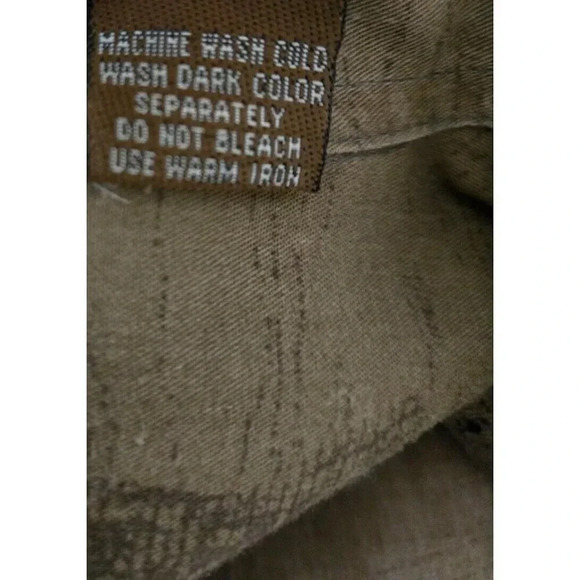 MACHINE WASH COLD
WASH DARK COLOR
SEPARATELY
DO NOT BLEACH
USE WARM IRON